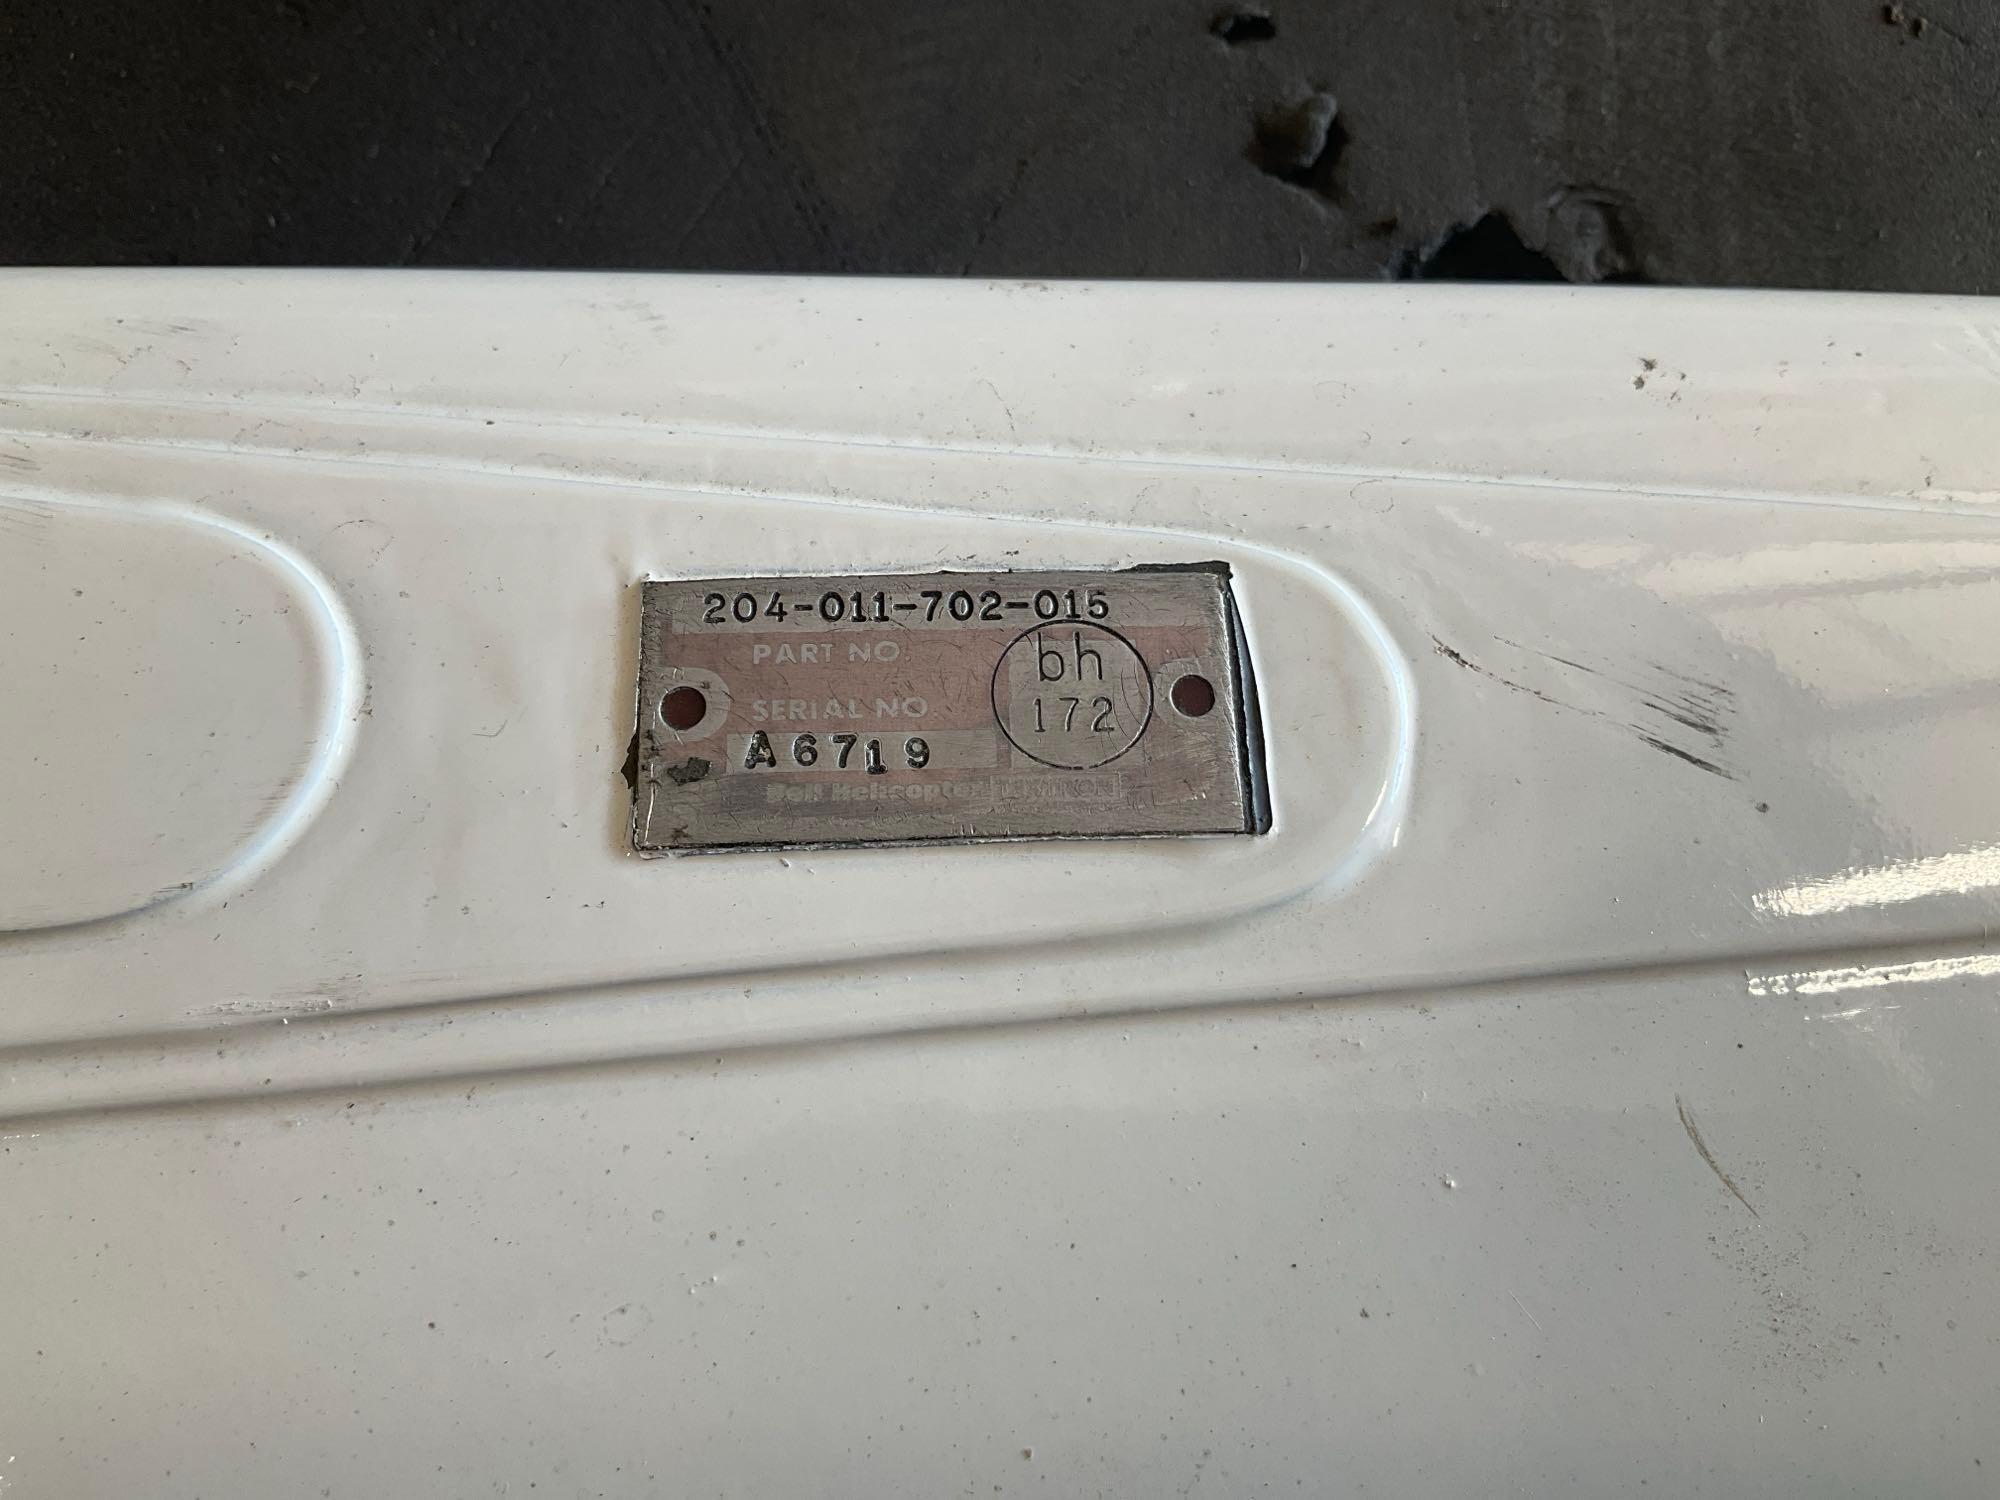 204-011-702-015
PART NO
bh
172
SERIAL NO
A6719
Bell Helicopter TEXTRON